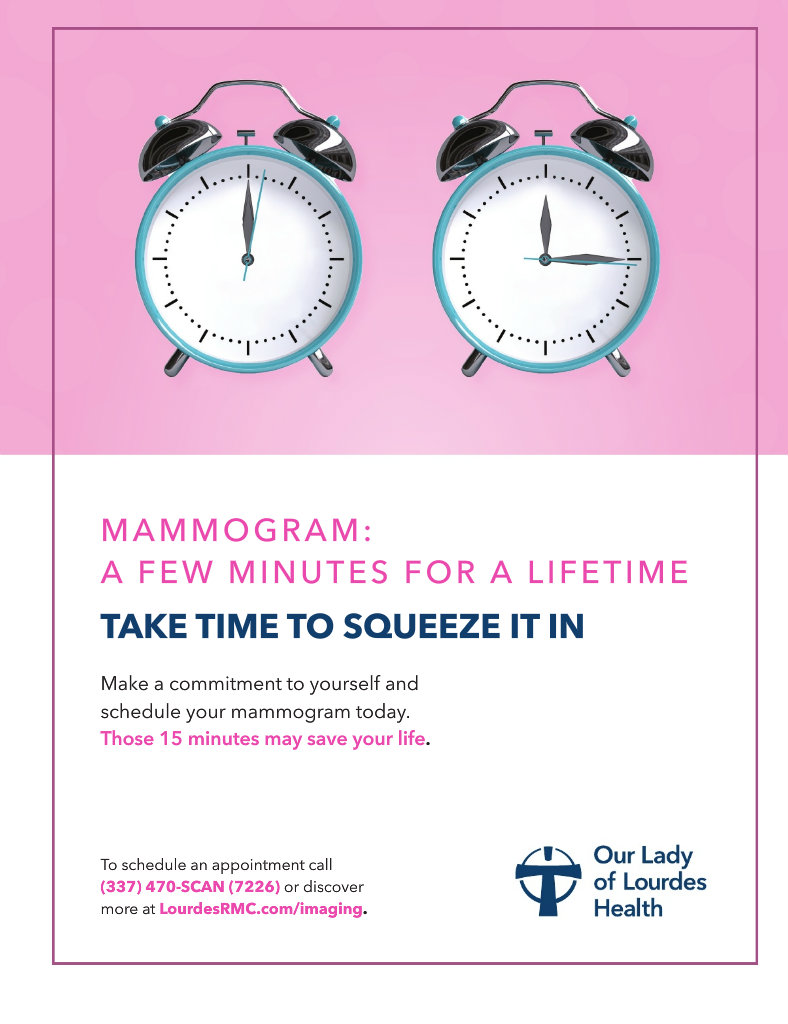 MAMMOGRAM:
A FEW MINUTES FOR A LIFETIME
TAKE TIME TO SQUEEZE IT IN
Make a commitment to yourself and
schedule your mammogram today.
Those 15 minutes may save your life.
To schedule an appointment call
(337) 470-SCAN (7226) or discover
more at LourdesRMC.com/imaging.
Our Lady
of Lourdes
Health